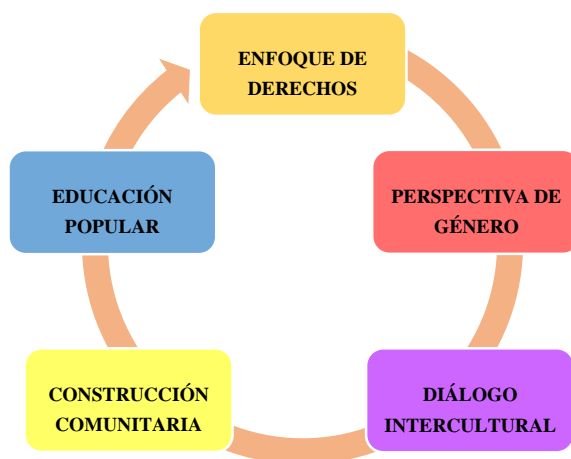 ENFOQUE DE
DERECHOS
PERSPECTIVA DE
GÉNERO
DIÁLOGO
INTERCULTURAL
CONSTRUCCIÓN
COMUNITARIA
EDUCACIÓN
POPULAR